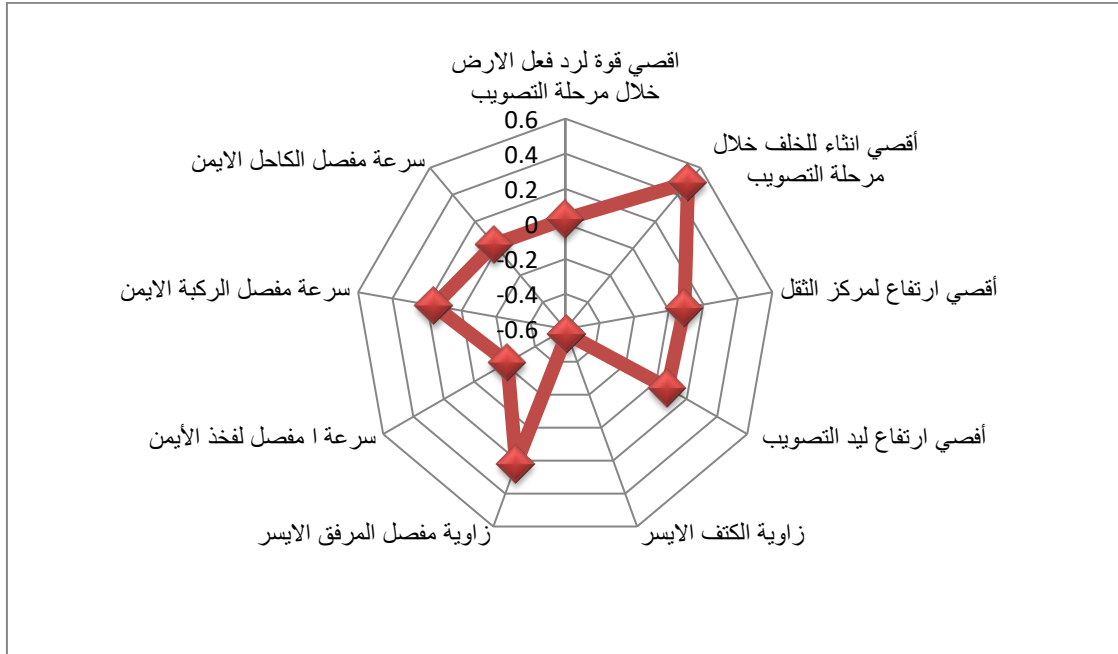 اقصي قوة لرد فعل الارض
خلال مرحلة التصويب
أقصي انثاء للخلف خلال
مرحلة التصويب
أقصي ارتفاع لمركز الثقل
أفصي ارتفاع ليد التصويب
زاوية الكتف الايسر
زاوية مفصل المرفق الايسر
سرعة ا مفصل لفخذ الأيمن
سرعة مفصل الركبة الايمن
سرعة مفصل الكاحل الايمن
0.6
0.4
0.2
0
-0.2
-0.4
-0.6